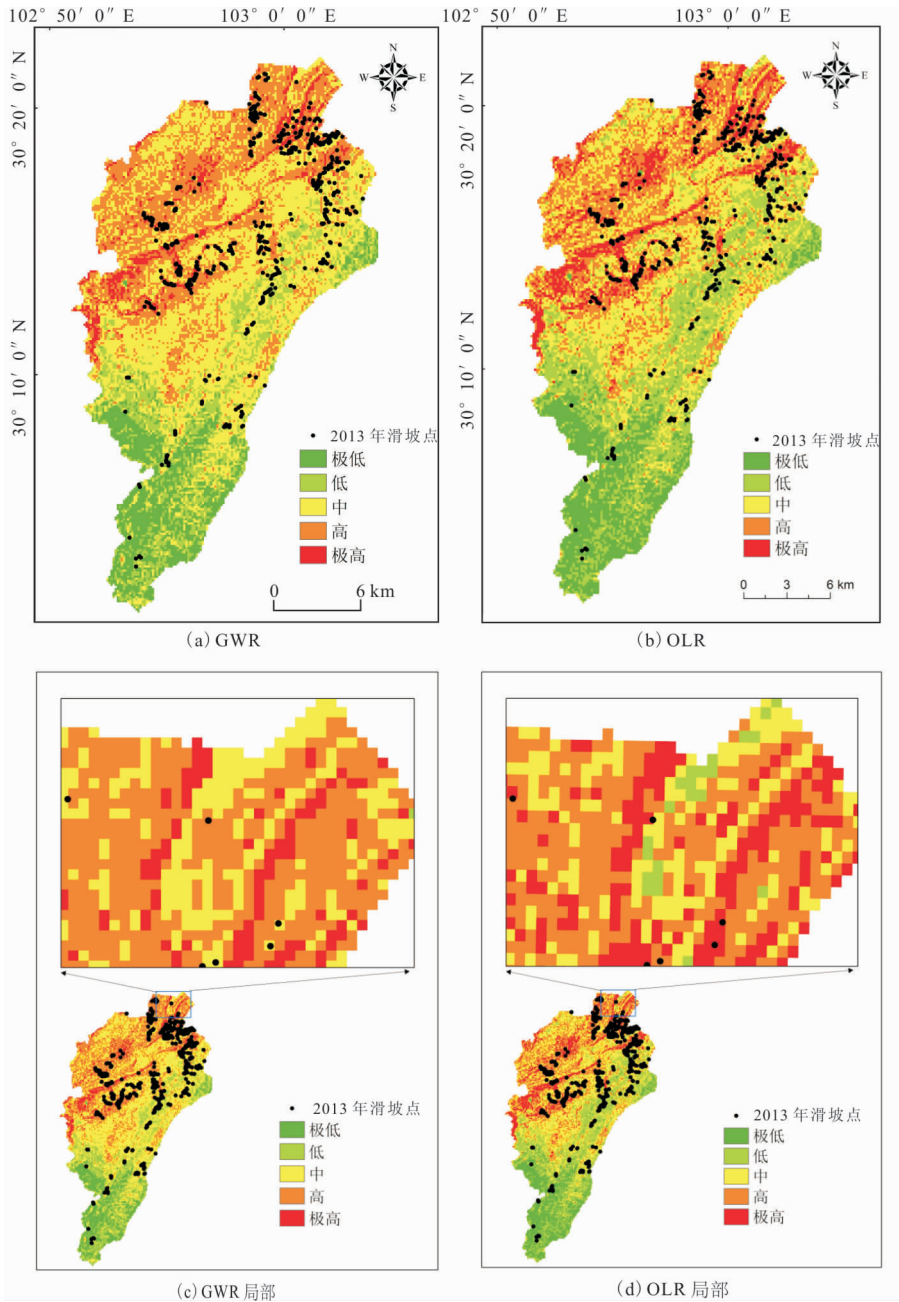 102° 50′ 0″ E
103° 0′ 0″ E
102° 50′ 0″ E
103° 0′ 0″ E
30° 20′ 0″ N
30° 10′ 0″ N
N
W
E
S
2013 年滑坡点
极低
低
中
高
极高
0
6 km
(a) GWR
30° 20′ 0″ N
30° 10′ 0″ N
N
W
E
S
2013 年滑坡点
极低
低
中
高
极高
0 3 6 km
(b) OLR
2013 年滑坡点
极低
低
中
高
极高
(c) GWR 局部
2013 年滑坡点
极低
低
中
高
极高
(d) OLR 局部